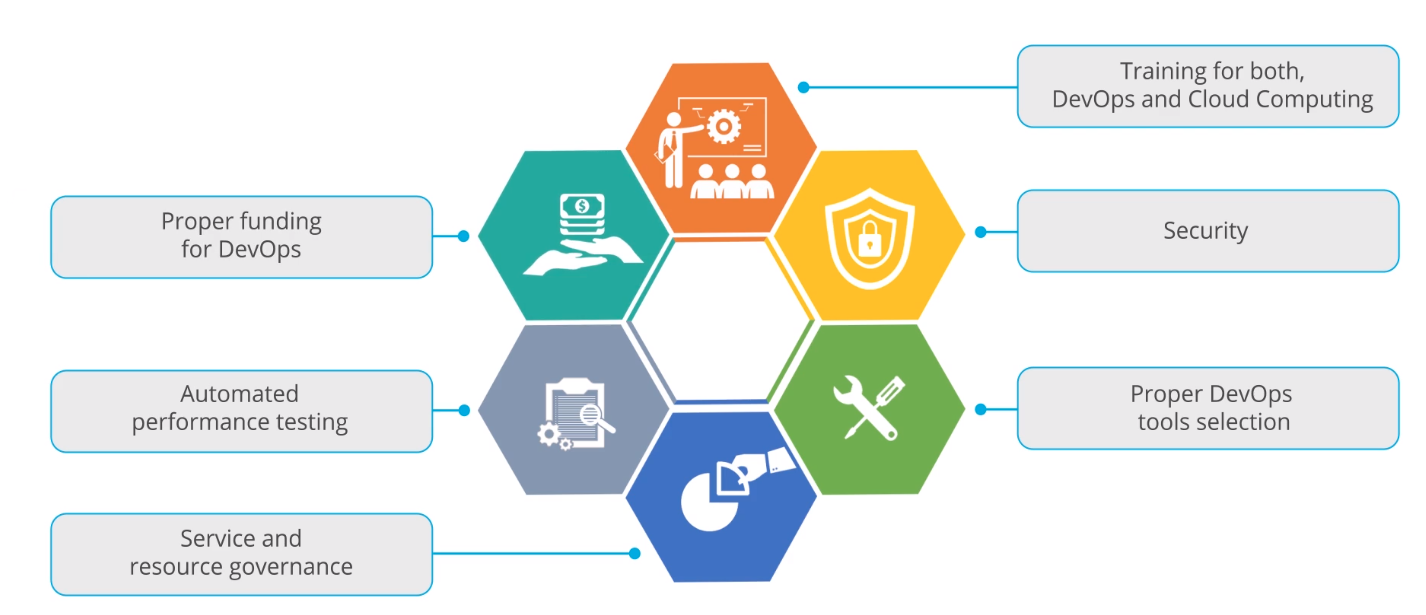 Training for both,
DevOps and Cloud Computing
Proper funding
for DevOps
Security
Automated
performance testing
Proper DevOps
tools selection
Service and
resource governance
$